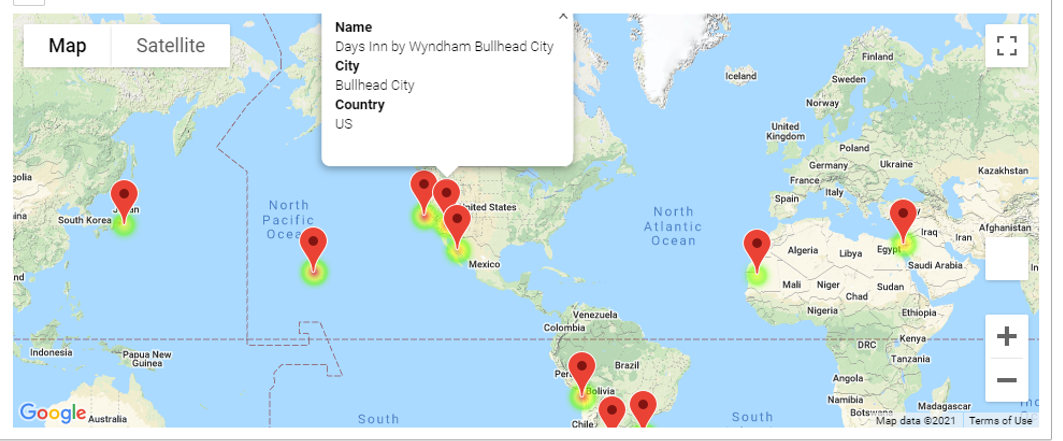 Map
Satellite
×
Name
Days Inn by Wyndham Bullhead City
City
Bullhead City
Country
US
Iceland
Finland
Sweden
Norway
United
Kingdom
Poland
Germany
Ukraine
France
Kazakhstan
Spain
Italy
golia
South Korea
North
Pacific
Ocean
United States
North
Atlantic
Ocean
Iraq
Iran
Afghanistan
Algeria
Libya
Egypt
Saudi Arabia
Mexico
Mali
Niger
Chad
Sudan
Nigeria
Ethiopia
Venezuela
Colombia
Kenya
DRC
Tanzania
Indonesia
Papua New
Guinea
Brazil
Bolivia
Angola
Namibia
Botswana
Madagascar
Chile
South
South
Google
Australia
Map data ©2021
Terms of Use